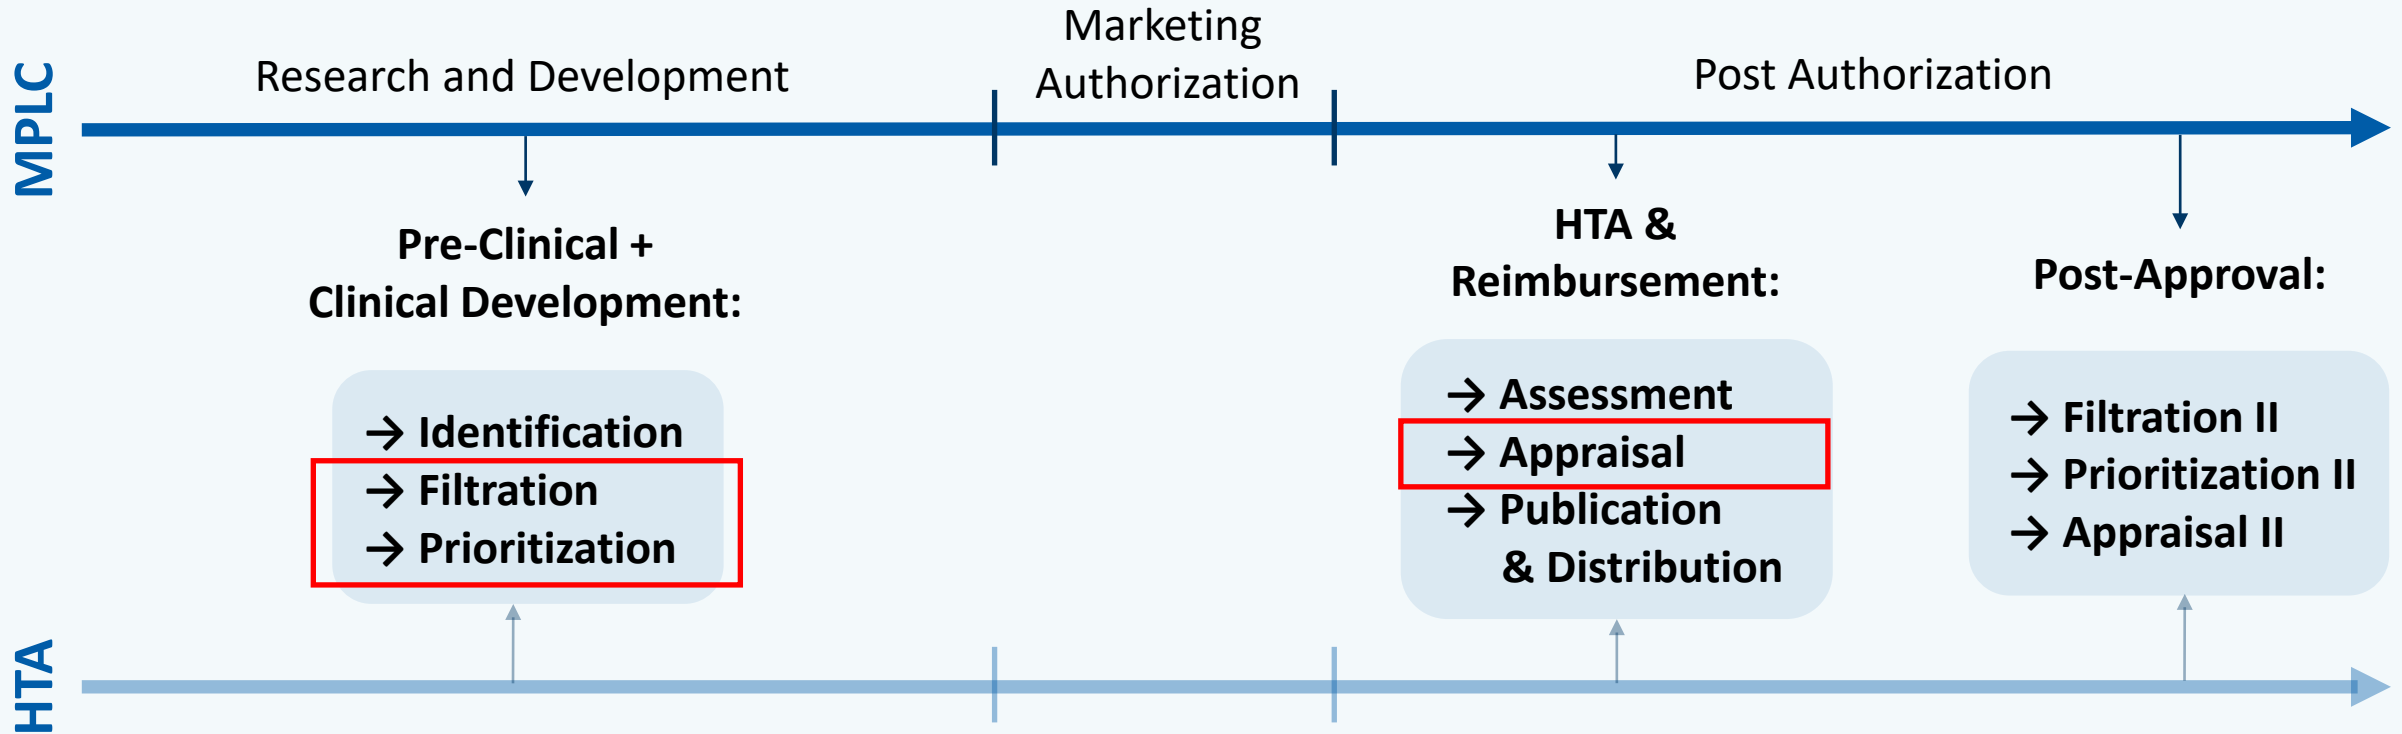 MPLC
Research and Development
Marketing
Authorization
Post Authorization
Pre-Clinical +
Clinical Development:
→ Identification
→ Filtration
→ Prioritization
HTA &
Reimbursement:
→ Assessment
→ Appraisal
→ Publication
& Distribution
Post-Approval:
→ Filtration II
→ Prioritization II
→ Appraisal II
HTA